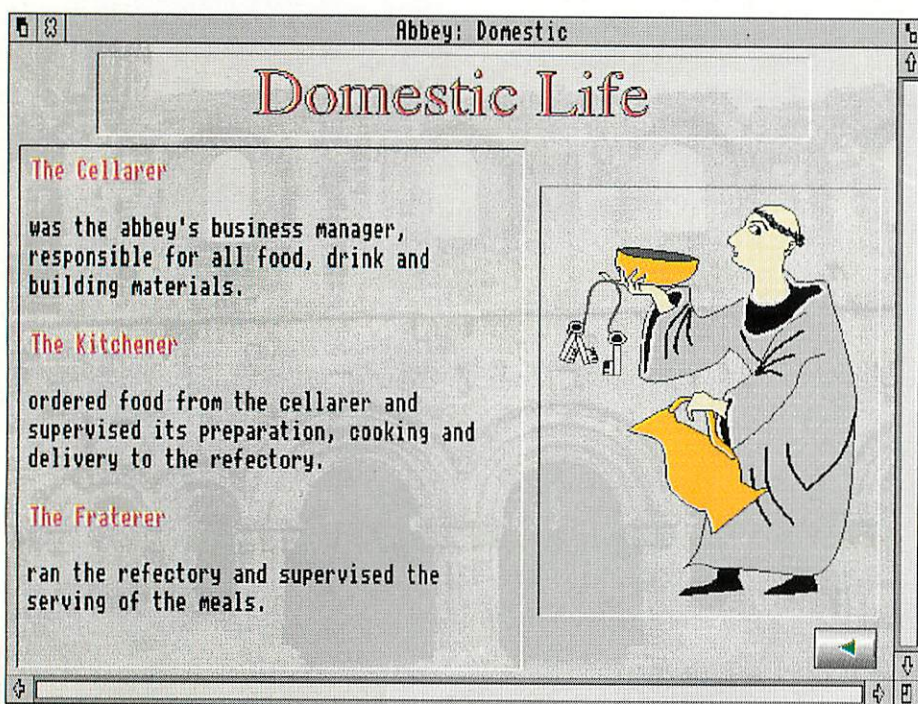 Abbey: Domestic
Domestic Life
The Cellarer
was the abbey's business manager,
responsible for all food, drink and
building materials.
The Kitchener
ordered food from the cellarer and
supervised its preparation, cooking and
delivery to the refectory.
The Fraterer
ran the refectory and supervised the
serving of the meals.